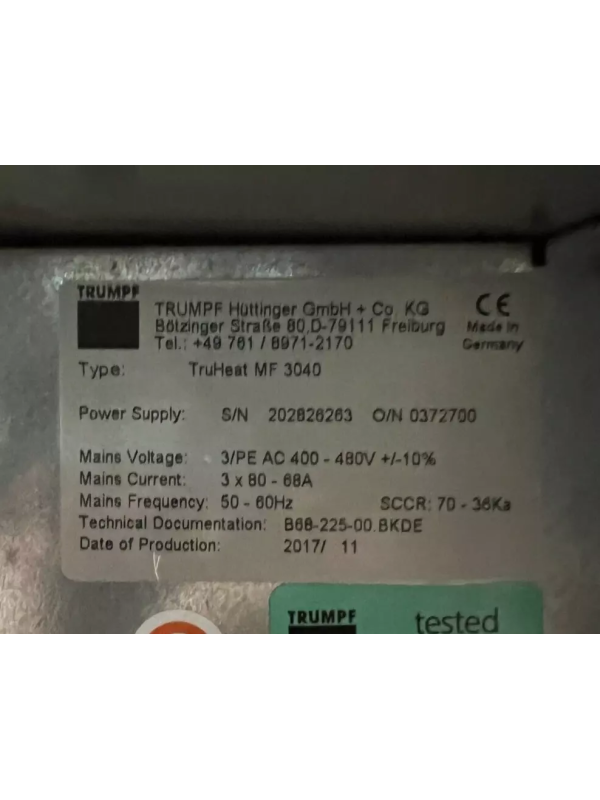 TRUMPF
TRUMPF Hüttinger GmbH + Co. KG
Bötzinger Straße 80,D-79111 Freiburg
Tel.: +49 761 / 8971-2170
CE
Made in
Germany
Type: TruHeat MF 3040
Power Supply: S/N 202826263 O/N 0372700
Mains Voltage: 3/PE AC 400 - 480V +/-10%
Mains Current: 3 x 80 - 68A
Mains Frequency: 50 - 60Hz SCCR: 70 - 36Ka
Technical Documentation: B68-225-00.BKDE
Date of Production: 2017/ 11
TRUMPF tested